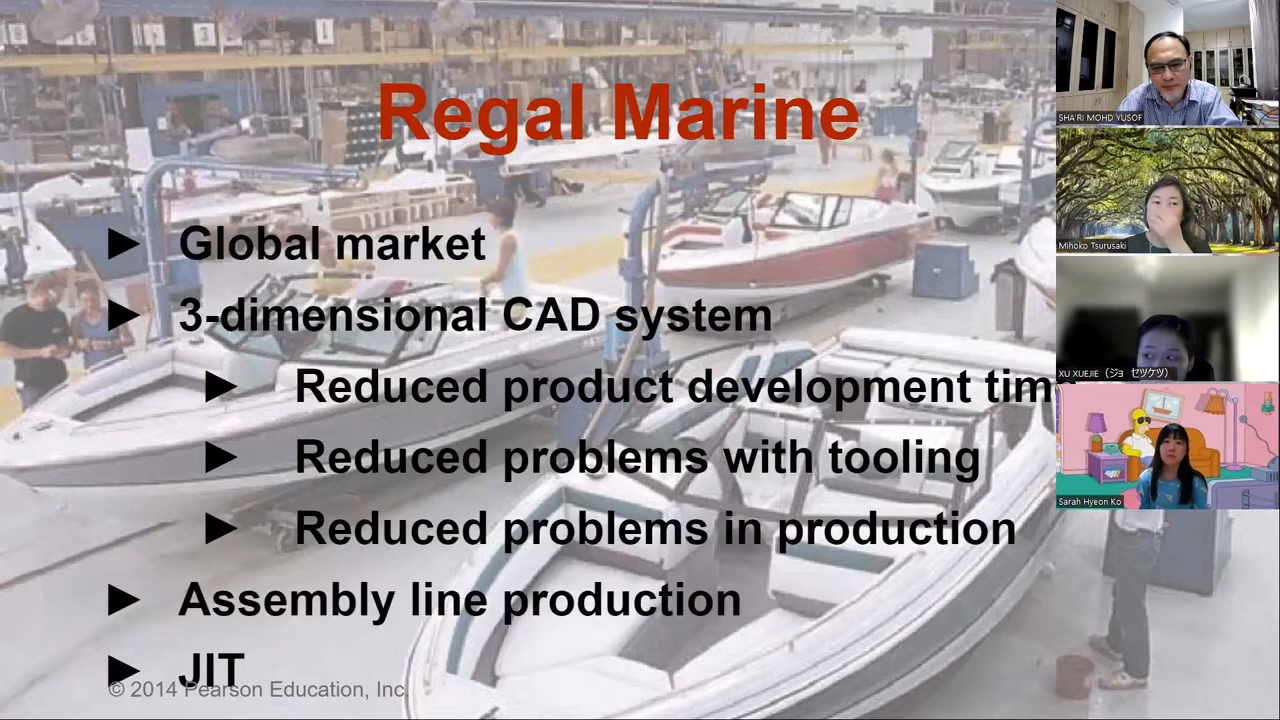 Regal Marine
► Global market
► 3-dimensional CAD system
► Reduced product development time
► Reduced problems with tooling
► Reduced problems in production
► Assembly line production
► JIT
© 2014 Pearson Education, Inc.
SHA'RI MOHD YUSOF
Mihoko Tsurusaki
XU XUEJIE（ジョ セツケツ）
Sarah Hyeon Ko